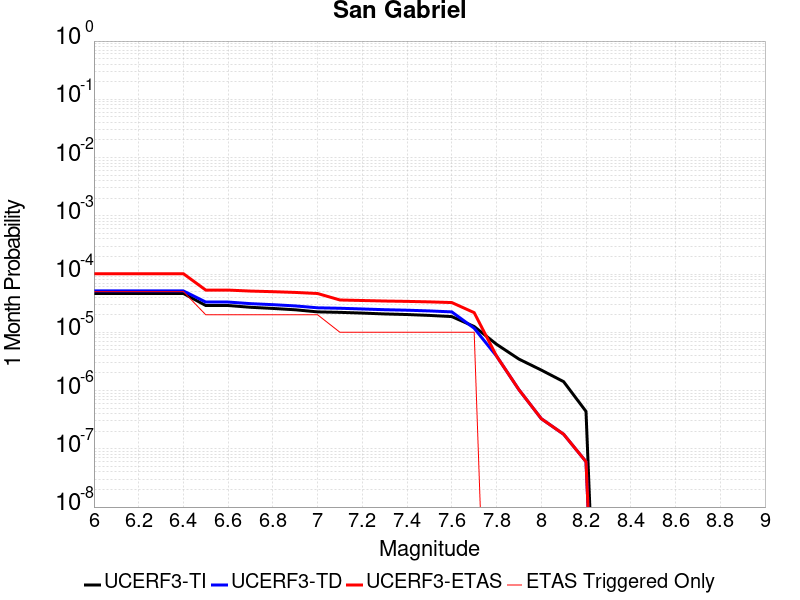 San Gabriel
10 0
10 -1
10 -2
10 -3
10 -4
10 -5
10 -6
10 -7
10 -8
1 Month Probability
6 6.2 6.4 6.6 6.8 7 7.2 7.4 7.6 7.8 8 8.2 8.4 8.6 8.8 9
Magnitude
UCERF3-TI UCERF3-TD UCERF3-ETAS ETAS Triggered Only